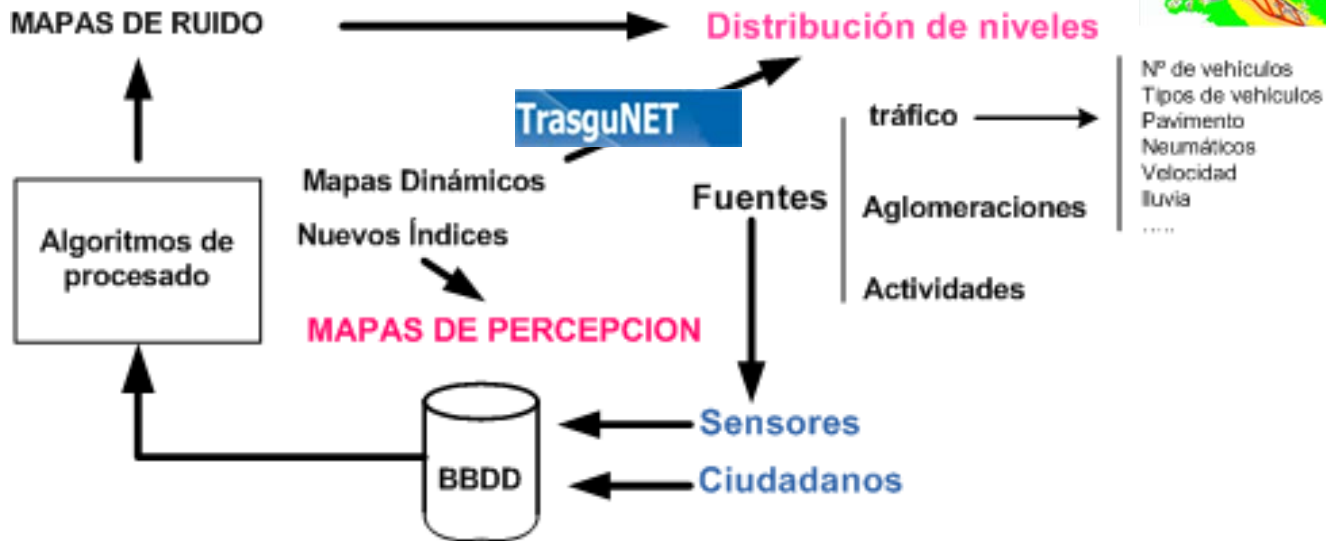 MAPAS DE RUIDO
Distribución de niveles
TrasguNET
Mapas Dinámicos
Nuevos Índices
MAPAS DE PERCEPCION
Algoritmos de
procesado
Fuentes
tráfico
Aglomeraciones
Actividades
Nº de vehículos
Tipos de vehículos
Pavimento
Neumáticos
Velocidad
lluvia
.....
Sensores
Ciudadanos
BBDD